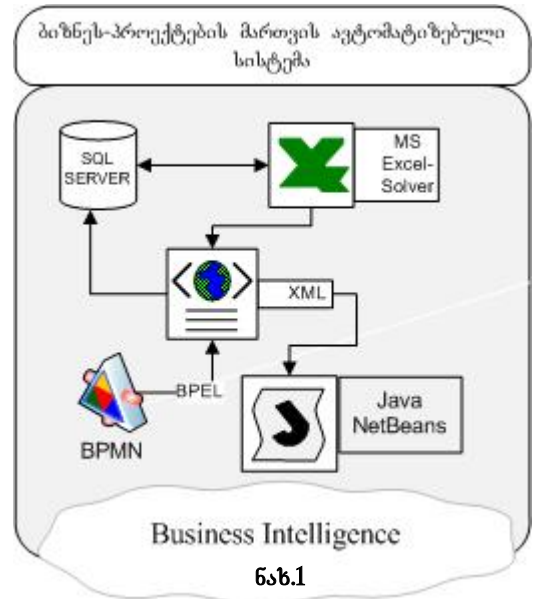 ბიზნეს-პროექტების მართვის ავტომატიზებული
სისტემა
SQL
SERVER
MS
Excel-
Solver
XML
BPEL
BPMN
Java
NetBeans
Business Intelligence
ნახ.1